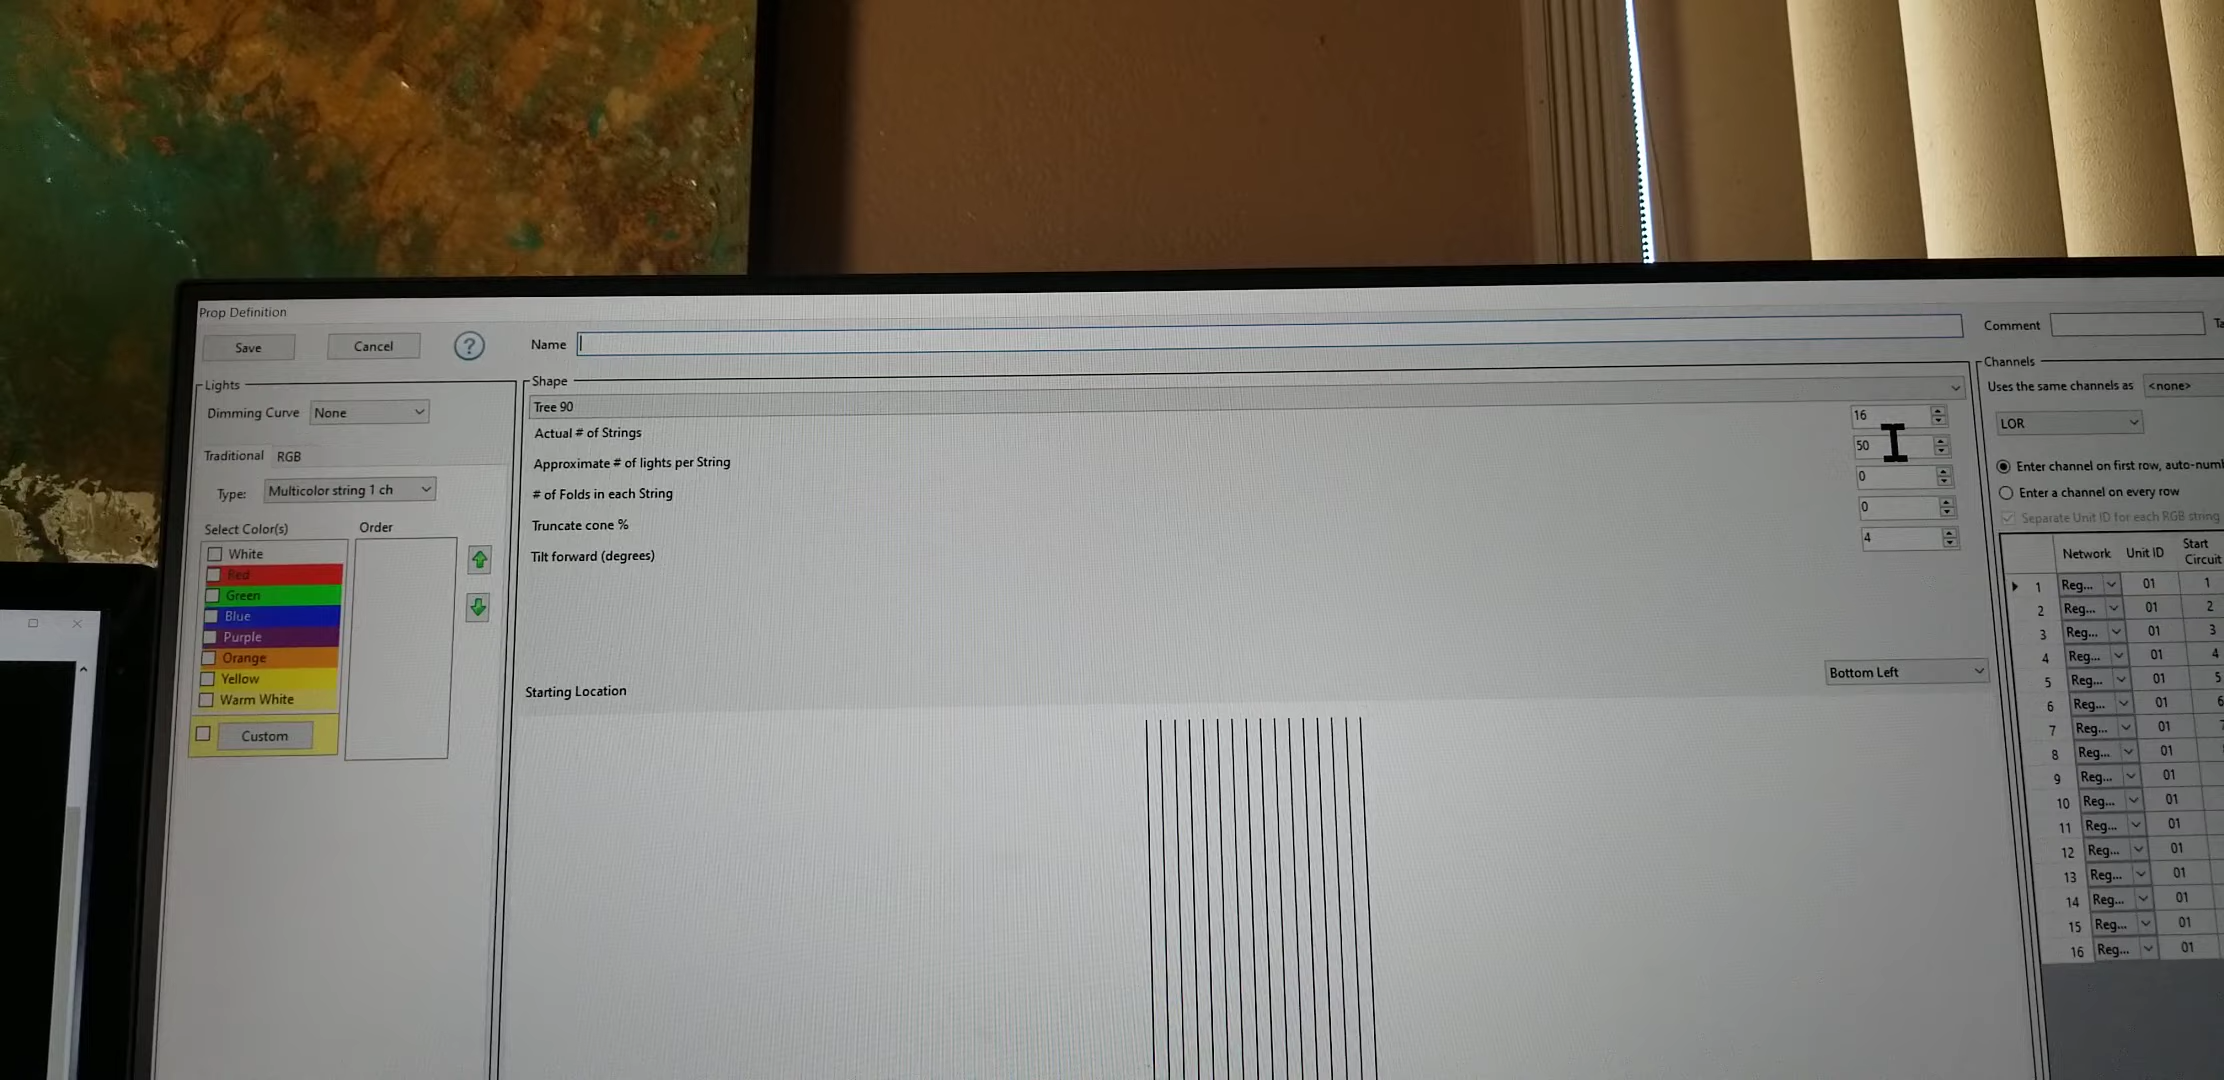 Prop Definition
Save
Cancel
?
Name
Comment
Lights
Dimming Curve
None
Traditional
RGB
Type:
Multicolor string 1 ch
Select Color(s)
Order
White
Red
Green
Blue
Purple
Orange
Yellow
Warm White
Custom
Shape
Tree 90
Actual # of Strings
16
Approximate # of lights per String
50
# of Folds in each String
0
Truncate cone %
0
Tilt forward (degrees)
4
Starting Location
Bottom Left
Channels
Uses the same channels as
<none>
LOR
Enter channel on first row, auto-num
Enter a channel on every row
Separate Unit ID for each RGB string
Network Unit ID Start Circuit
1 Reg... 01 1
2 Reg... 01 2
3 Reg... 01 3
4 Reg... 01 4
5 Reg... 01 5
6 Reg... 01 6
7 Reg... 01
8 Reg... 01
9 Reg... 01
10 Reg... 01
11 Reg... 01
12 Reg... 01
13 Reg... 01
14 Reg... 01
15 Reg... 01
16 Reg... 01